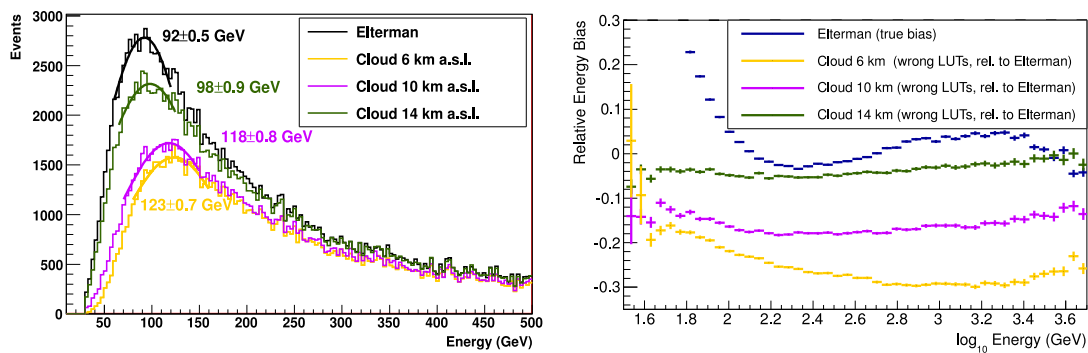 Events
3000
2500
2000
1500
1000
500
0
92±0.5 GeV
98±0.9 GeV
118±0.8 GeV
123±0.7 GeV
Elterman
Cloud 6 km a.s.l.
Cloud 10 km a.s.l.
Cloud 14 km a.s.l.
50 100 150 200 250 300 350 400 450 500
Energy (GeV)
Relative Energy Bias
0.3
0.2
0.1
0
-0.1
-0.2
-0.3
Elterman (true bias)
Cloud 6 km (wrong LUTs, rel. to Elterman)
Cloud 10 km (wrong LUTs, rel. to Elterman)
Cloud 14 km (wrong LUTs, rel. to Elterman)
1.6 1.8 2 2.2 2.4 2.6 2.8 3 3.2 3.4 3.6
log10 Energy (GeV)